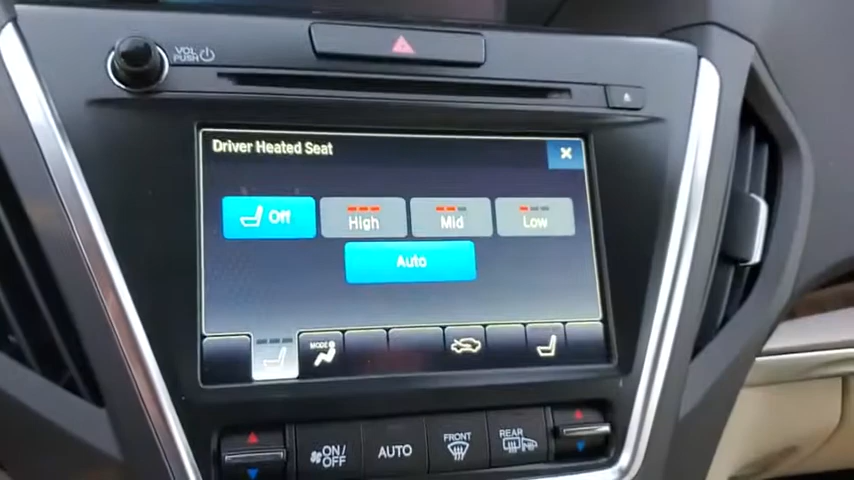 VOL
PUSH
Driver Heated Seat
Off High Mid Low
Auto
MODE
ON/
OFF
AUTO
FRONT
REAR